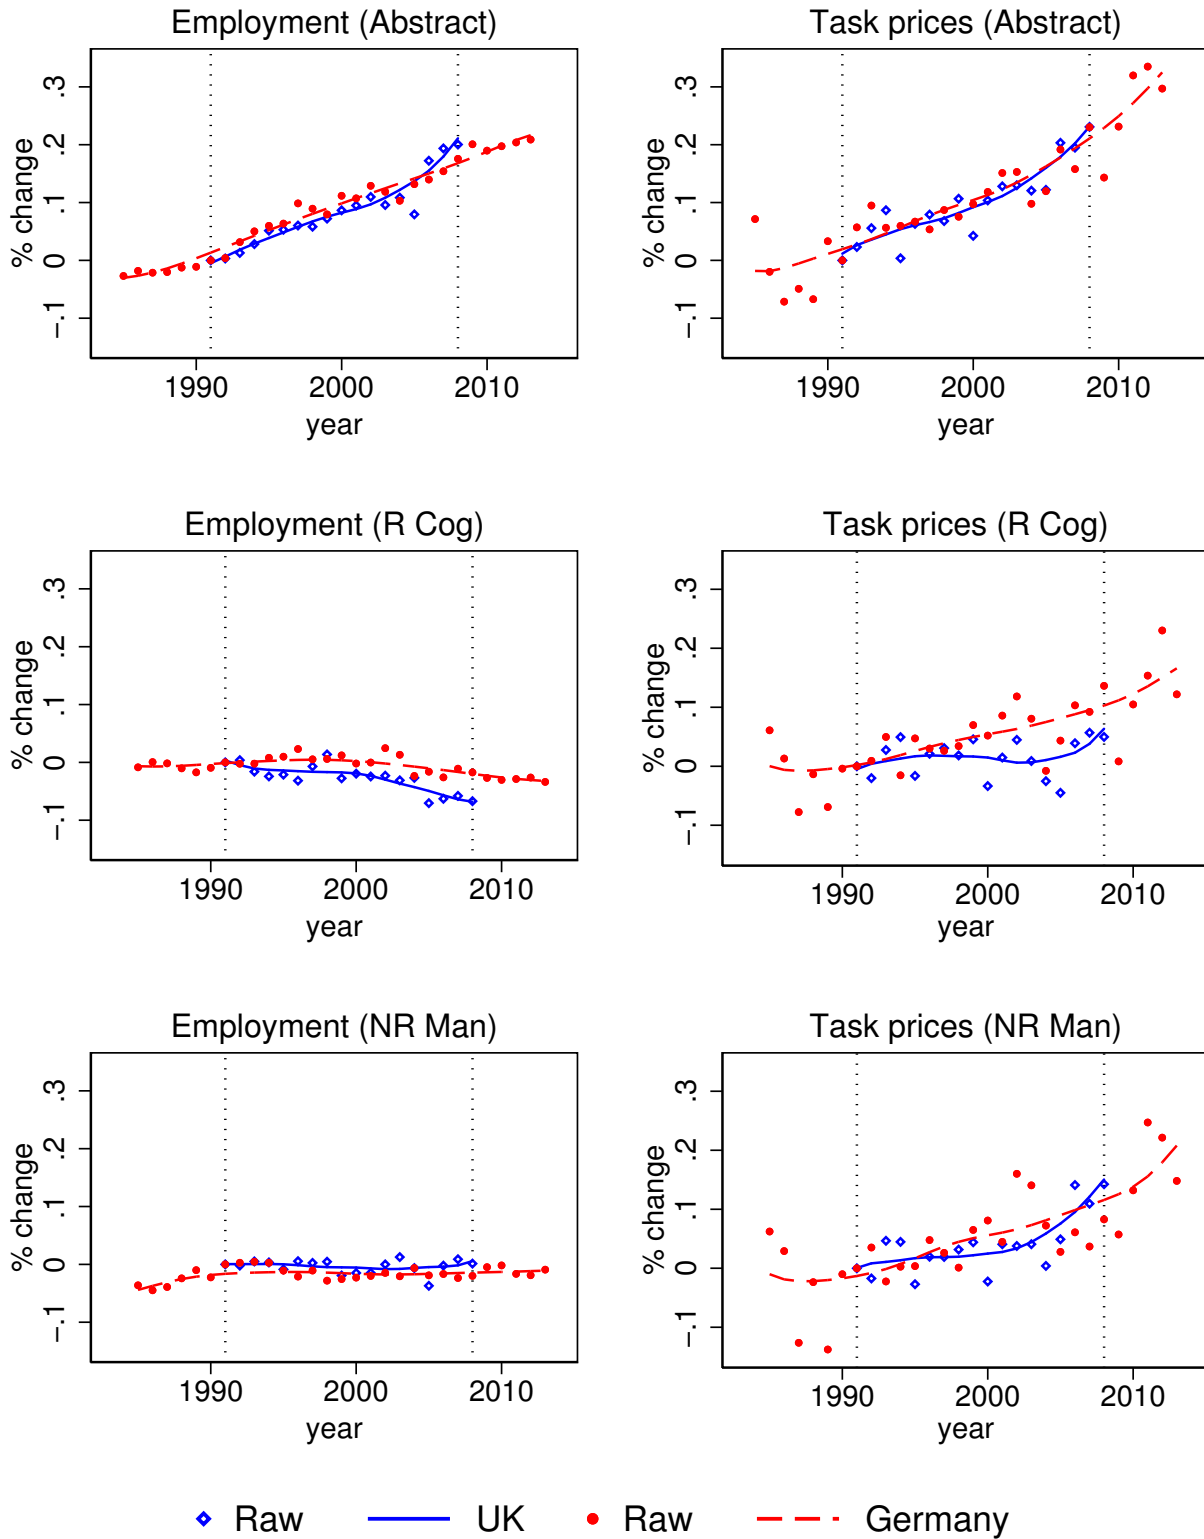 Employment (Abstract)
% change
-.1 0 .1 .2 .3
1990 2000 2010
year
Task prices (Abstract)
% change
-.1 0 .1 .2 .3
1990 2000 2010
year
Employment (R Cog)
% change
-.1 0 .1 .2 .3
1990 2000 2010
year
Task prices (R Cog)
% change
-.1 0 .1 .2 .3
1990 2000 2010
year
Employment (NR Man)
% change
-.1 0 .1 .2 .3
1990 2000 2010
year
Task prices (NR Man)
% change
-.1 0 .1 .2 .3
1990 2000 2010
year
Raw UK Raw Germany